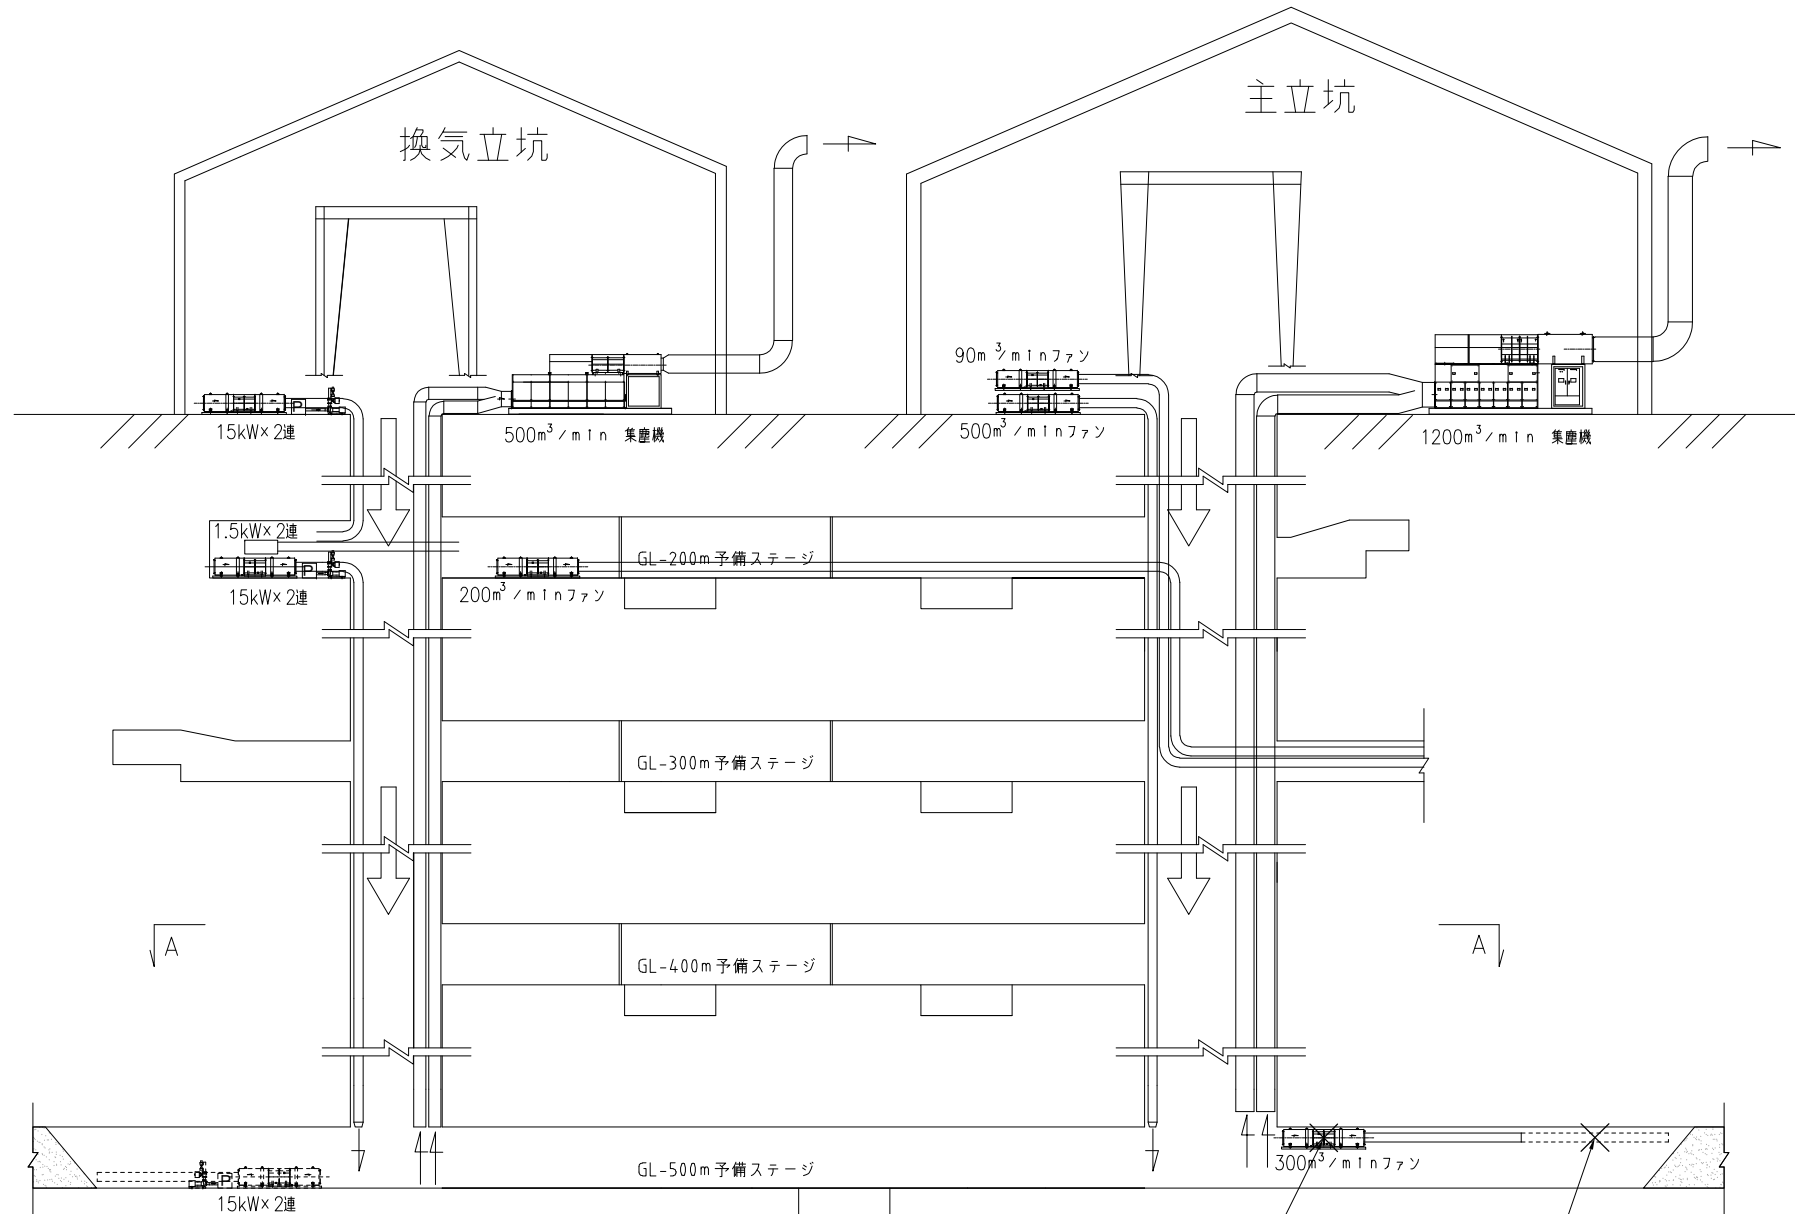 換気立坑
主立坑
90m³/minファン
15kW×2連
500m³/min 集塵機
500m³/minファン
1200m³/min 集塵機
1.5kW×2連
P
GL-200m予備ステージ
P
15kW×2連
200m³/minファン
GL-300m予備ステージ
A
A
GL-400m予備ステージ
GL-500m予備ステージ
300m³/minファン
P
15kW×2連